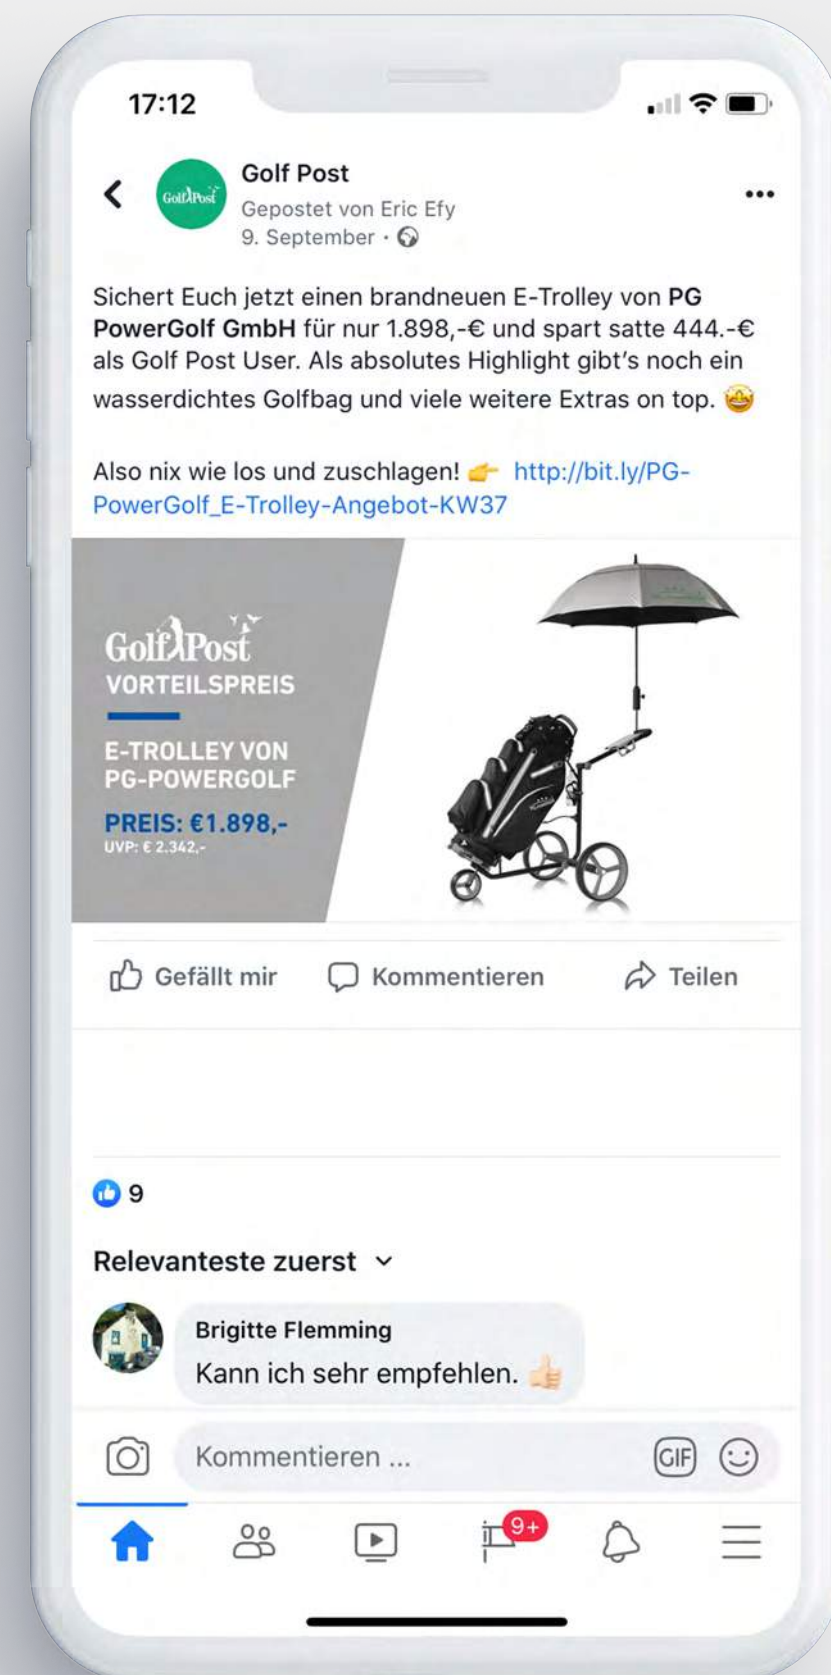 17:12
Golf Post
Golf Post
Gepostet von Eric Efy
9. September ·
Sichert Euch jetzt einen brandneuen E-Trolley von PG
PowerGolf GmbH für nur 1.898,-€ und spart satte 444.-€
als Golf Post User. Als absolutes Highlight gibt's noch ein
wasserdichtes Golfbag und viele weitere Extras on top. 🤩
Also nix wie los und zuschlagen! 👉 http://bit.ly/PG-
PowerGolf_E-Trolley-Angebot-KW37
Golf Post
VORTEILSPREIS
E-TROLLEY VON
PG-POWERGOLF
PREIS: €1.898,-
UVP: € 2.342,-
Gefällt mir
Kommentieren
Teilen
9
Relevanteste zuerst
Brigitte Flemming
Kann ich sehr empfehlen. 👍🏻
Kommentieren ...
GIF
9+